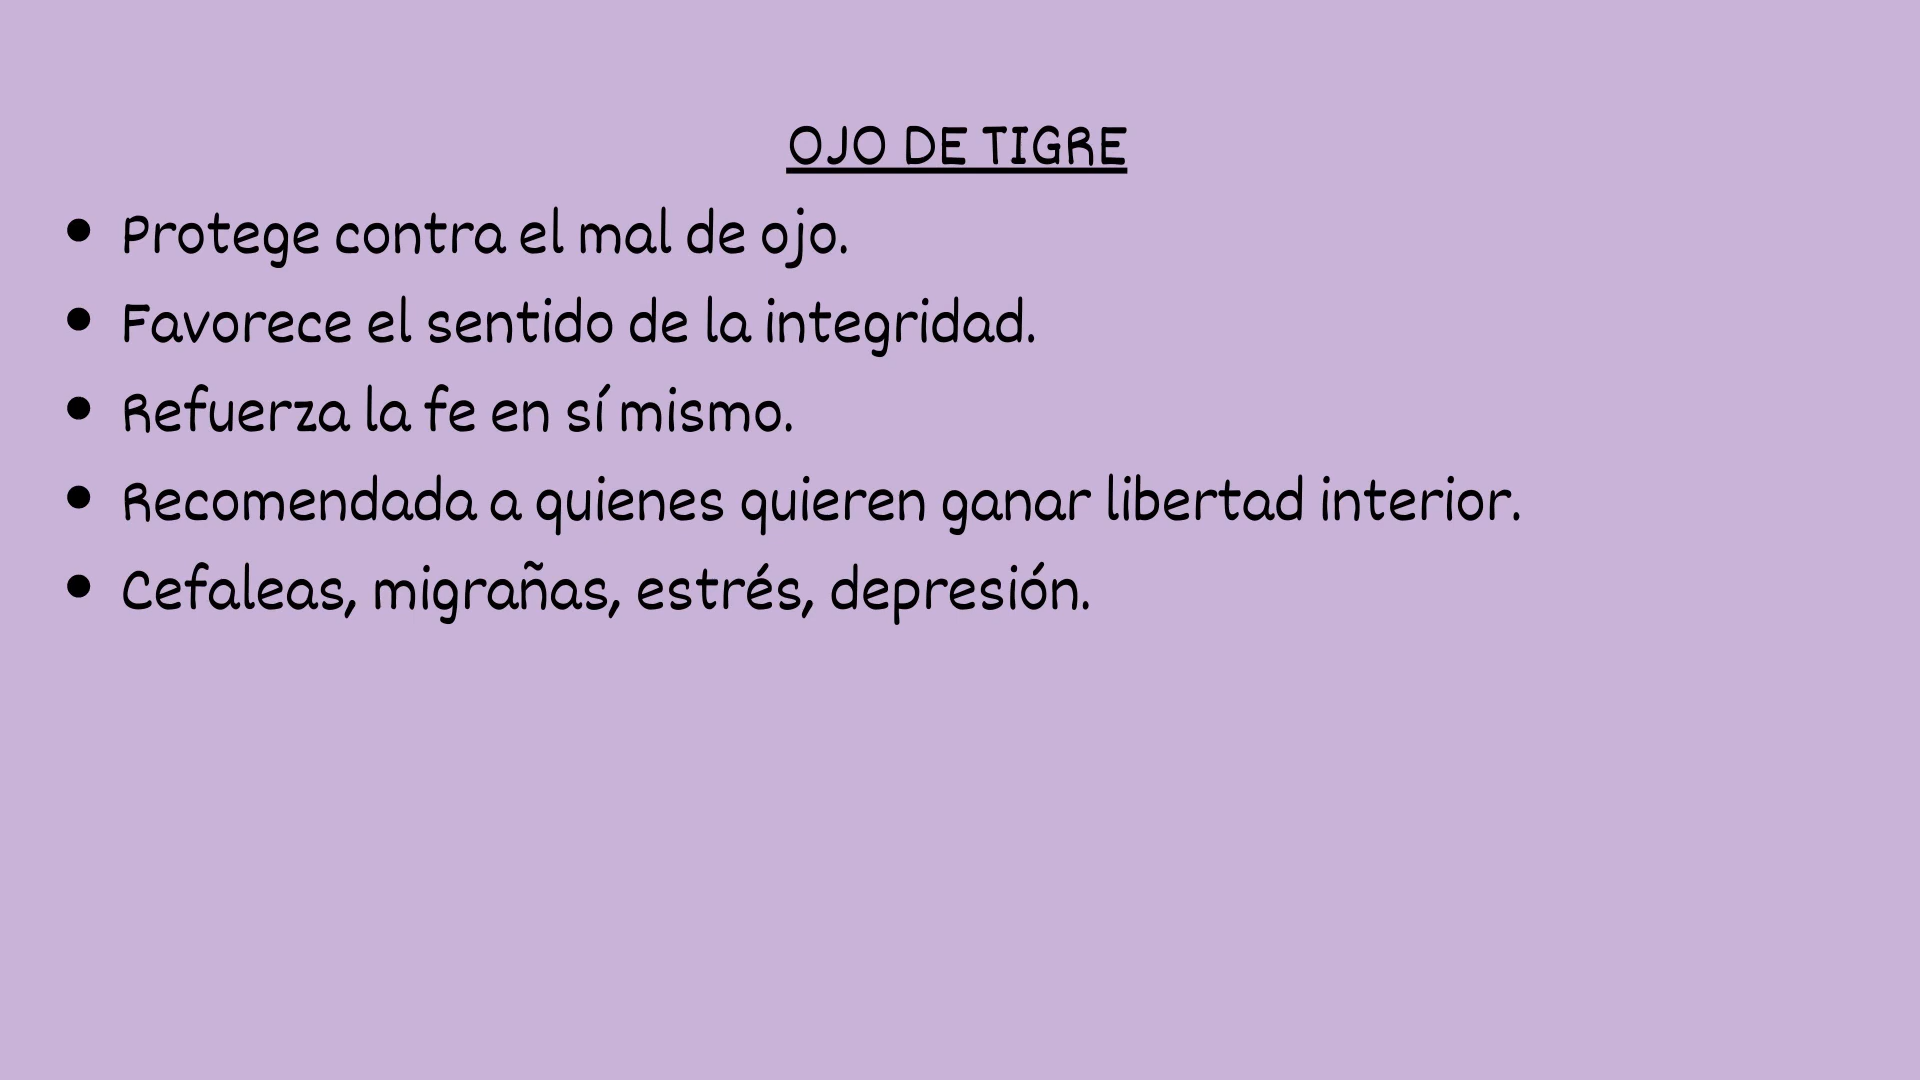 OJO DE TIGRE
• Protege contra el mal de ojo.
• Favorece el sentido de la integridad.
• Refuerza la fe en sí mismo.
• Recomendada a quienes quieren ganar libertad interior.
• Cefaleas, migrañas, estrés, depresión.